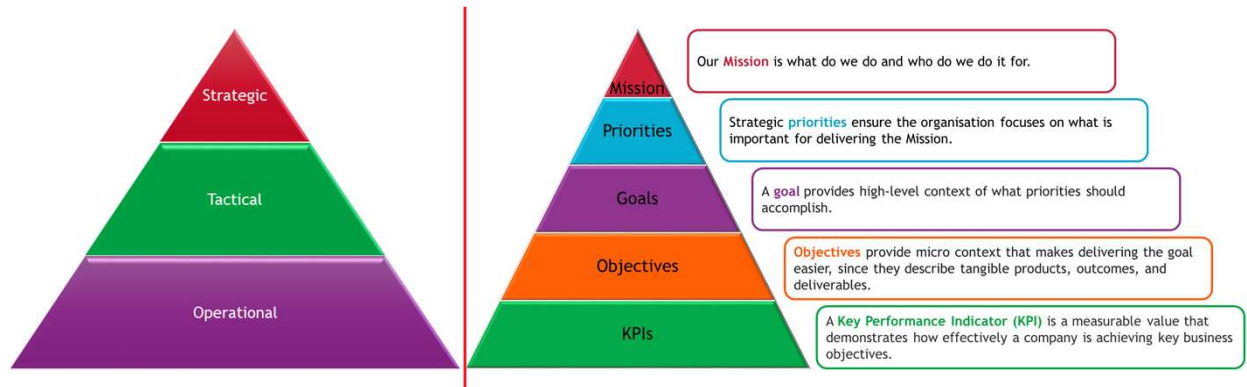 Strategic
Tactical
Operational
Mission
Our Mission is what do we do and who do we do it for.
Priorities
Strategic priorities ensure the organisation focuses on what is
important for delivering the Mission.
Goals
A goal provides high-level context of what priorities should
accomplish.
Objectives
Objectives provide micro context that makes delivering the goal
easier, since they describe tangible products, outcomes, and
deliverables.
KPIs
A Key Performance Indicator (KPI) is a measurable value that
demonstrates how effectively a company is achieving key business
objectives.